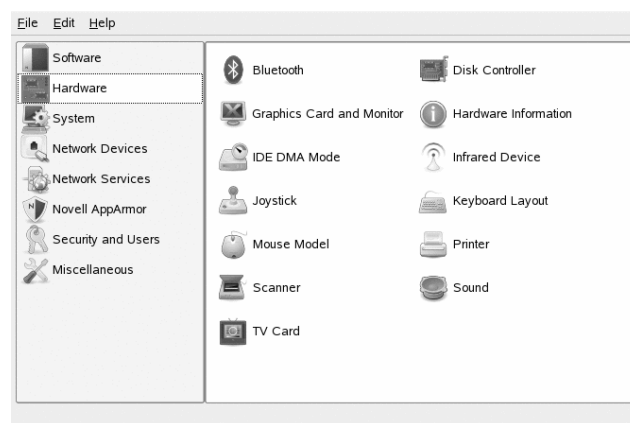 File Edit Help
Software
Hardware
System
Network Devices
Network Services
Novell AppArmor
Security and Users
Miscellaneous
Bluetooth
Disk Controller
Graphics Card and Monitor
Hardware Information
IDE DMA Mode
Infrared Device
Joystick
Keyboard Layout
Mouse Model
Printer
Scanner
Sound
TV Card